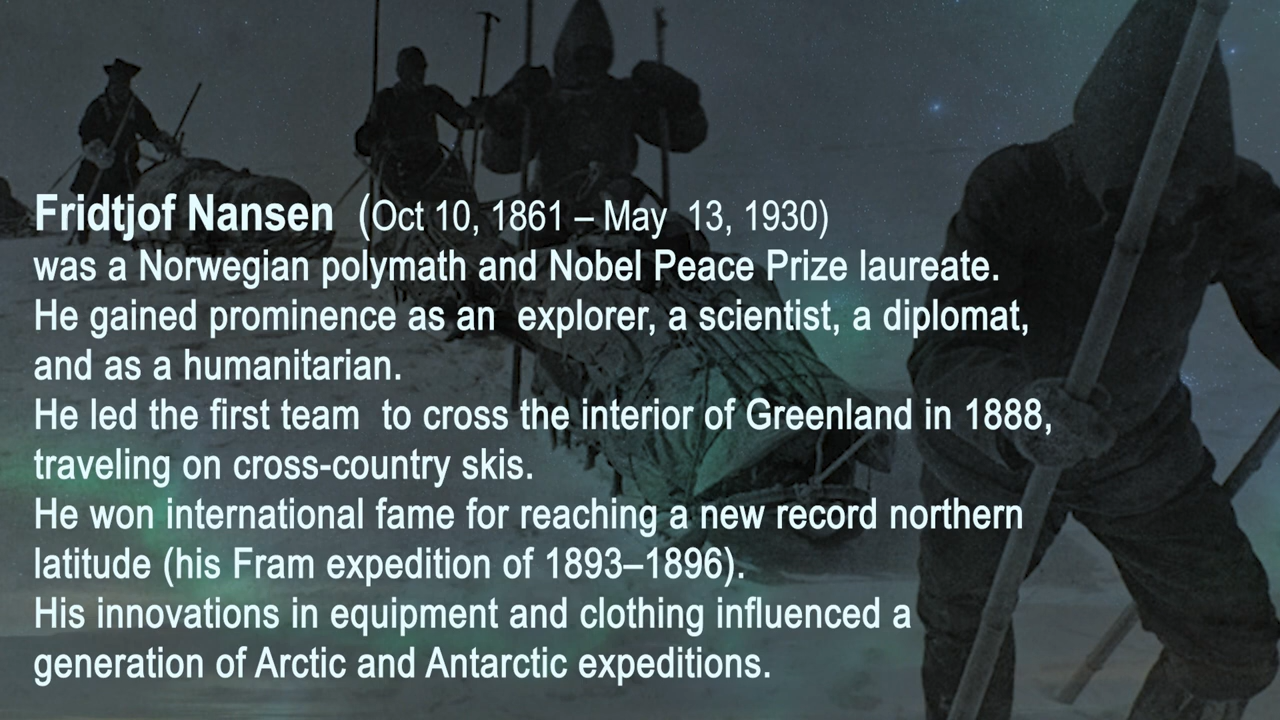 Fridtjof Nansen (Oct 10, 1861 – May 13, 1930)
was a Norwegian polymath and Nobel Peace Prize laureate.
He gained prominence as an explorer, a scientist, a diplomat,
and as a humanitarian.
He led the first team to cross the interior of Greenland in 1888,
traveling on cross-country skis.
He won international fame for reaching a new record northern
latitude (his Fram expedition of 1893–1896).
His innovations in equipment and clothing influenced a
generation of Arctic and Antarctic expeditions.